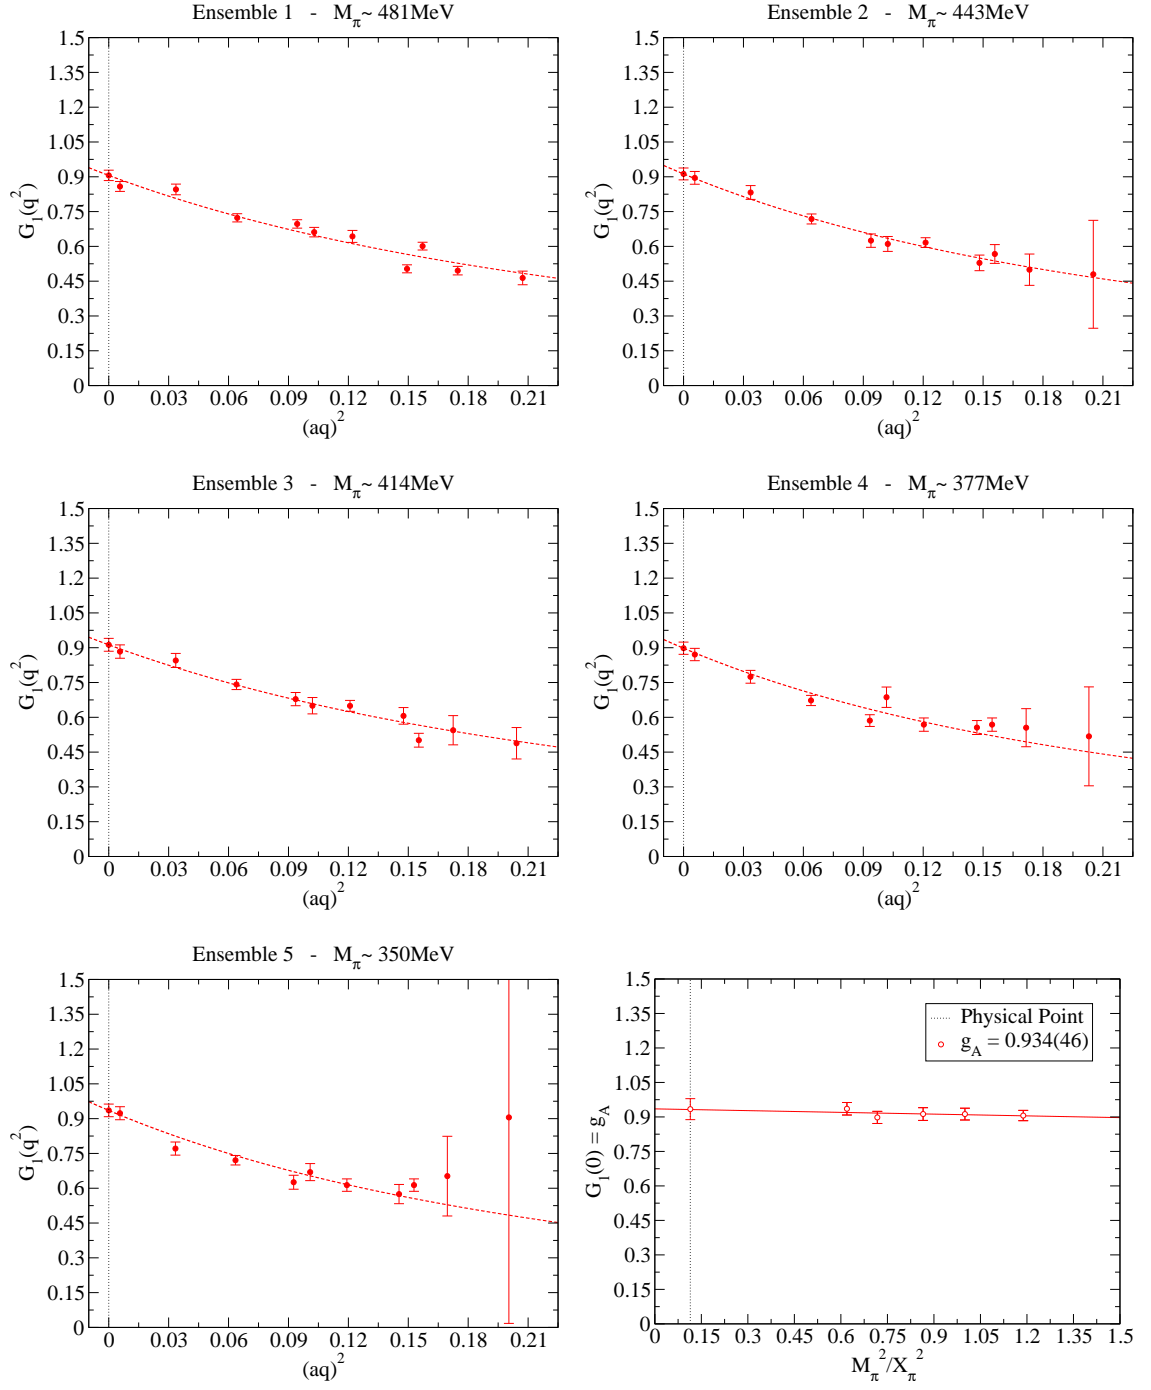 Ensemble 1 - M_π ~ 481MeV
1.5
1.35
1.2
1.05
0.9
0.75
0.6
0.45
0.3
0.15
0
G_1(q^2)
0 0.03 0.06 0.09 0.12 0.15 0.18 0.21
(aq)^2
Ensemble 2 - M_π ~ 443MeV
1.5
1.35
1.2
1.05
0.9
0.75
0.6
0.45
0.3
0.15
0
G_1(q^2)
0 0.03 0.06 0.09 0.12 0.15 0.18 0.21
(aq)^2
Ensemble 3 - M_π ~ 414MeV
1.5
1.35
1.2
1.05
0.9
0.75
0.6
0.45
0.3
0.15
0
G_1(q^2)
0 0.03 0.06 0.09 0.12 0.15 0.18 0.21
(aq)^2
Ensemble 4 - M_π ~ 377MeV
1.5
1.35
1.2
1.05
0.9
0.75
0.6
0.45
0.3
0.15
0
G_1(q^2)
0 0.03 0.06 0.09 0.12 0.15 0.18 0.21
(aq)^2
Ensemble 5 - M_π ~ 350MeV
1.5
1.35
1.2
1.05
0.9
0.75
0.6
0.45
0.3
0.15
0
G_1(q^2)
0 0.03 0.06 0.09 0.12 0.15 0.18 0.21
(aq)^2
1.5
1.35
1.2
1.05
0.9
0.75
0.6
0.45
0.3
0.15
0
G_1(0) = g_A
Physical Point
g_A = 0.934(46)
0 0.15 0.3 0.45 0.6 0.75 0.9 1.05 1.2 1.35 1.5
M_π^2/X_π^2